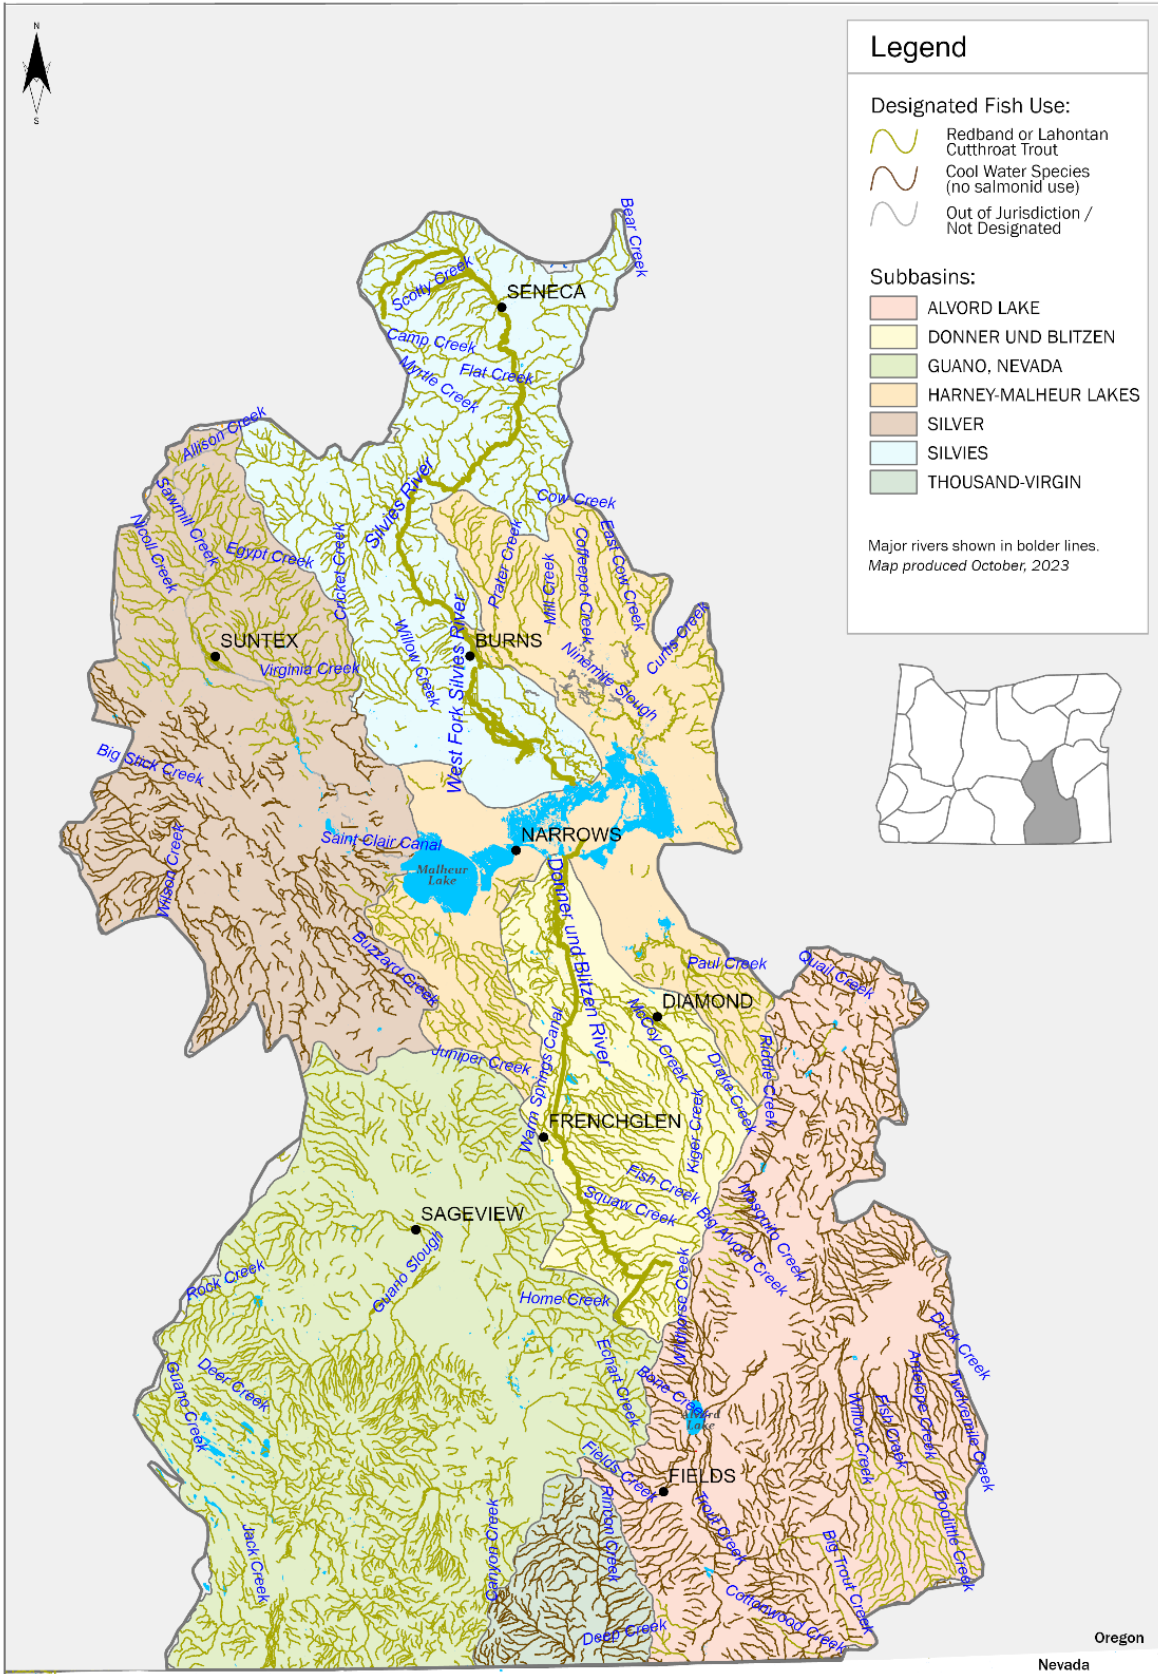 N
S
Legend
Designated Fish Use:
Redband or Lahontan
Cutthroat Trout
Cool Water Species
(no salmonid use)
Out of Jurisdiction /
Not Designated
Subbasins:
ALVORD LAKE
DONNER UND BLITZEN
GUANO, NEVADA
HARNEY-MALHEUR LAKES
SILVER
SILVIES
THOUSAND-VIRGIN
Major rivers shown in bolder lines.
Map produced October, 2023
Bear Creek
Scotty Creek
SENECA
Camp Creek
Flat Creek
Myrtle Creek
Allison Creek
Silvies River
Sawmill Creek
Cow Creek
Nicoll Creek
Egypt Creek
Cricket Creek
Prater Creek
Mill Creek
Coffeepot Creek
East Cow Creek
Curtis Creek
SUNTEX
Virginia Creek
Willow Creek
West Fork Silvies River
BURNS
Ninemile Slough
Big Stick Creek
Saint Clair Canal
NARROWS
Malheur
Lake
Wilson Creek
Donner und Blitzen River
Buzzard Creek
Paul Creek
Quail Creek
DIAMOND
McCoy Creek
Juniper Creek
Warm Springs Canal
Drake Creek
Riddle Creek
Kiger Creek
FRENCHGLEN
Fish Creek
Squaw Creek
Mosquito Creek
Big Alvord Creek
SAGEVIEW
Guano Slough
Rock Creek
Home Creek
Wildhorse Creek
Duck Creek
Echart Creek
Bone Creek
Alvord
Lake
Deer Creek
Guano Creek
Willow Creek
Fish Creek
Antelope Creek
Twelvemile Creek
Fields Creek
FIELDS
Trout Creek
Rincon Creek
Canyon Creek
Jack Creek
Doolittle Creek
Big Trout Creek
Cottonwood Creek
Deep Creek
Oregon
Nevada